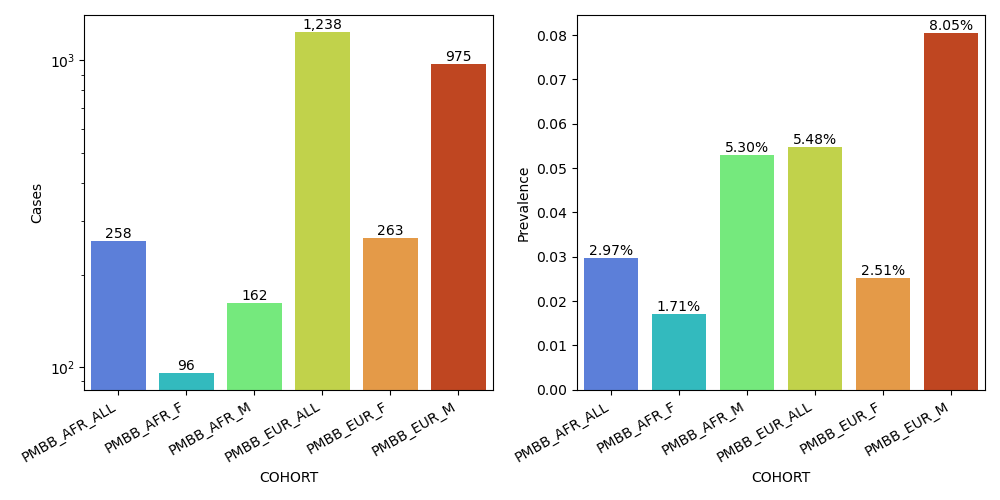 1,238
975
258
263
162
96
10³
10²
Cases
PMBB_AFR_ALL
PMBB_AFR_F
PMBB_AFR_M
PMBB_EUR_ALL
PMBB_EUR_F
PMBB_EUR_M
COHORT
8.05%
5.48%
5.30%
2.97%
2.51%
1.71%
0.08
0.07
0.06
0.05
0.04
0.03
0.02
0.01
0.00
Prevalence
PMBB_AFR_ALL
PMBB_AFR_F
PMBB_AFR_M
PMBB_EUR_ALL
PMBB_EUR_F
PMBB_EUR_M
COHORT